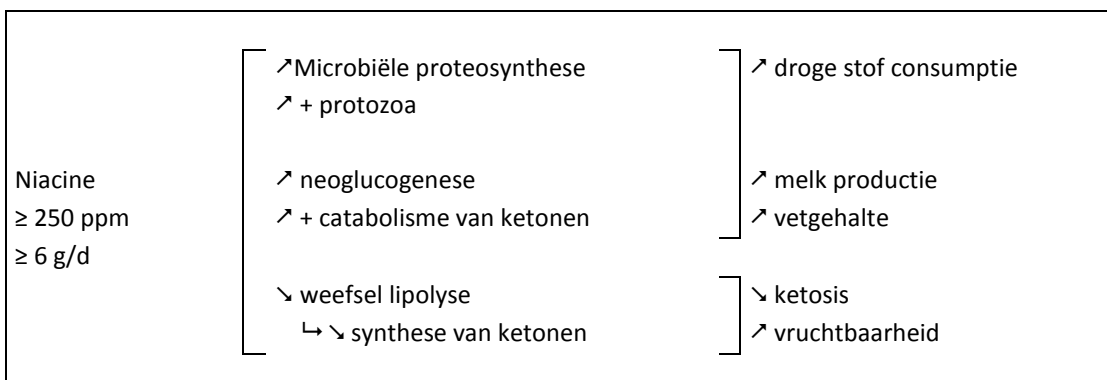 ↗Microbiële proteosynthese ↗ droge stof consumptie
↗ + protozoa
Niacine ↗ neoglucogenese ↗ melk productie
≥ 250 ppm ↗ + catabolisme van ketonen ↗ vetgehalte
≥ 6 g/d
↘ weefsel lipolyse ↘ ketosis
↳ ↘ synthese van ketonen ↗ vruchtbaarheid